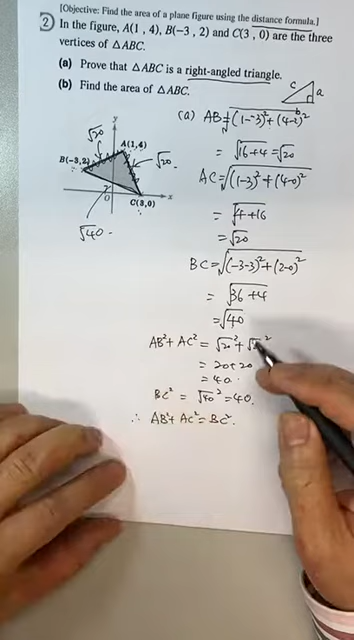 [Objective: Find the area of a plane figure using the distance formula.]
2 In the figure, A(1 , 4), B(−3 , 2) and C(3 , 0) are the three
vertices of △ABC.
(a) Prove that △ABC is a right-angled triangle.
(b) Find the area of △ABC.
c
a
b
y
√20
A(1,4)
B(−3,2)
√20.
O
C(3,0)
x
√40.
(a) AB=√(1−−3)²+(4−2)²
= √16+4 = √20
AC=√(1−3)²+(4−0)²
= √4+16
= √20
BC=√(−3−3)²+(2−0)²
= √36+4
= √40
AB²+AC² = √20²+√20²
= 20+20
= 40.
BC² = √40² = 40.
∴ AB²+AC²=BC².